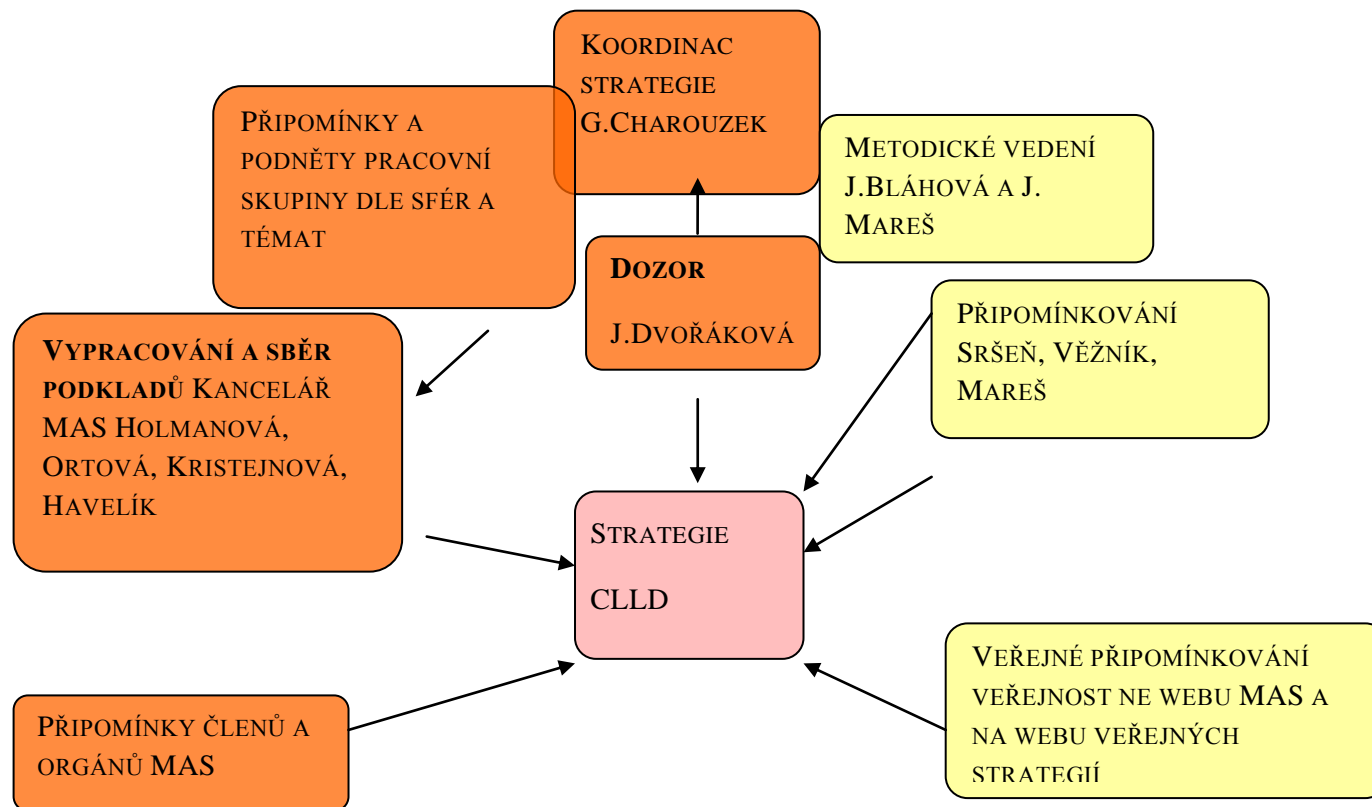 Koordinac
strategie
G.Charouzek
Připomínky a
podněty pracovní
skupiny dle sfér a
témat
Metodické vedení
J.Bláhová a J.
Mareš
Dozor
J.Dvořáková
Připomínkování
Sršeň, Věžník,
Mareš
Vypracování a sběr
podkladů Kancelář
MAS Holmanová,
Ortová, Kristejnová,
Havelík
Strategie
CLLD
Veřejné připomínkování
veřejnost ne webu MAS a
na webu veřejných
strategií
Připomínky členů a
orgánů MAS